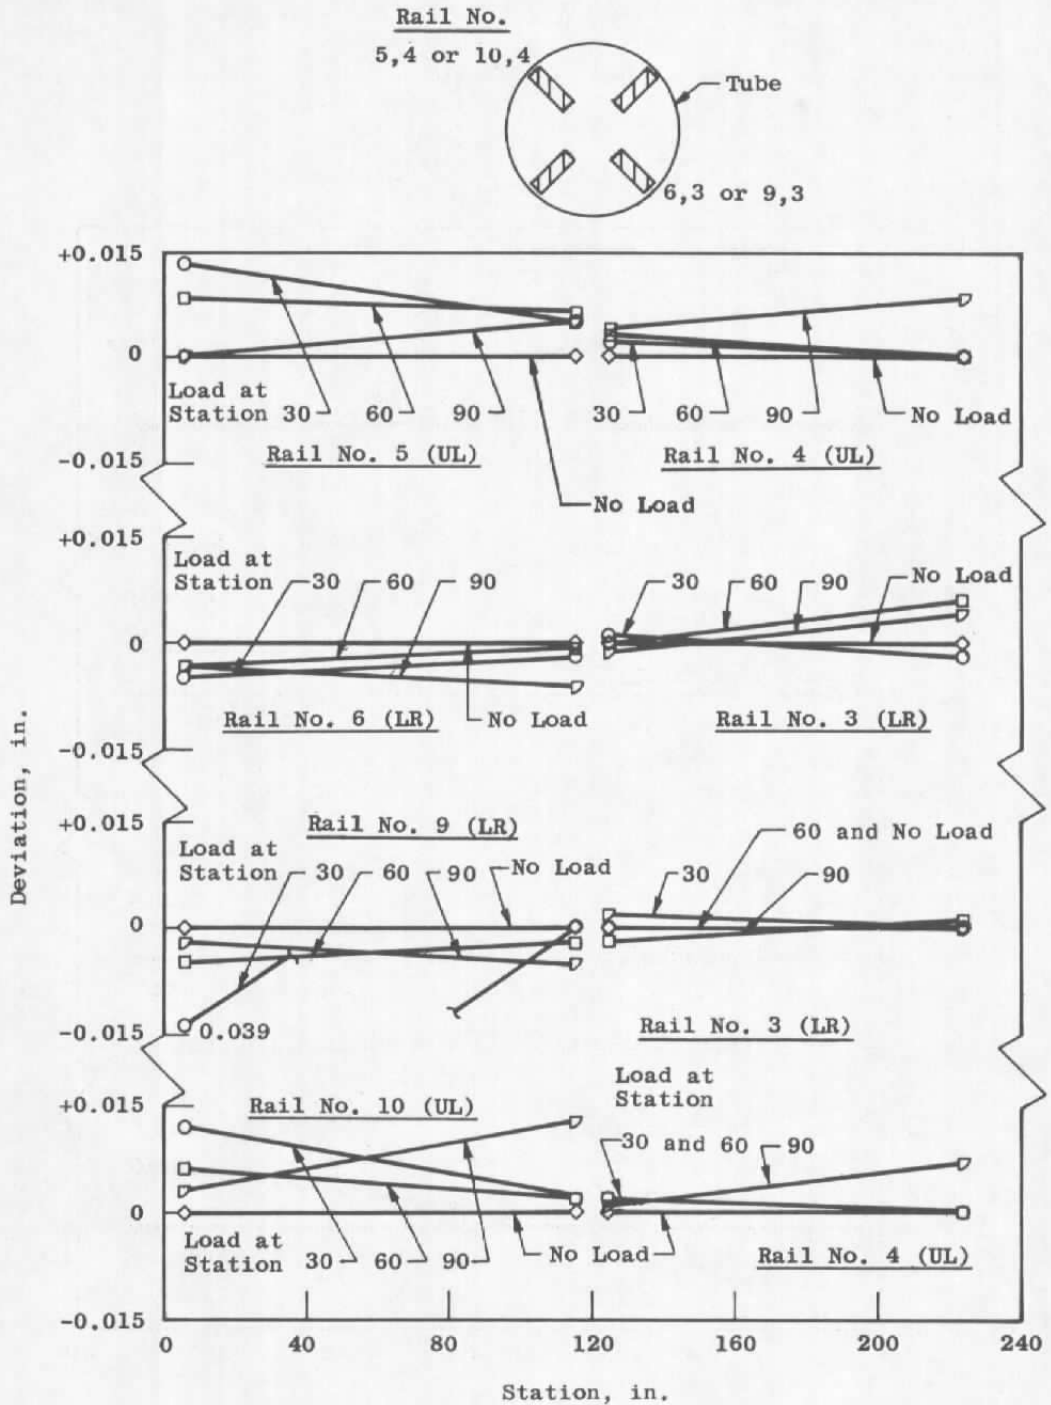 Rail No.
5,4 or 10,4
Tube
6,3 or 9,3
+0.015
0
Load at
Station 30 60 90
30 60 90 No Load
-0.015
Rail No. 5 (UL)
Rail No. 4 (UL)
No Load
+0.015
Load at
Station 30 60 90
30 60 90 No Load
0
Rail No. 6 (LR)
No Load
Rail No. 3 (LR)
-0.015
Deviation, in.
+0.015
Rail No. 9 (LR)
60 and No Load
Load at
Station 30 60 90 No Load
30 90
0
-0.015
0.039
Rail No. 3 (LR)
Load at
Station
+0.015
Rail No. 10 (UL)
30 and 60 90
0
Load at
Station 30 60 90 No Load
Rail No. 4 (UL)
-0.015
0 40 80 120 160 200 240
Station, in.